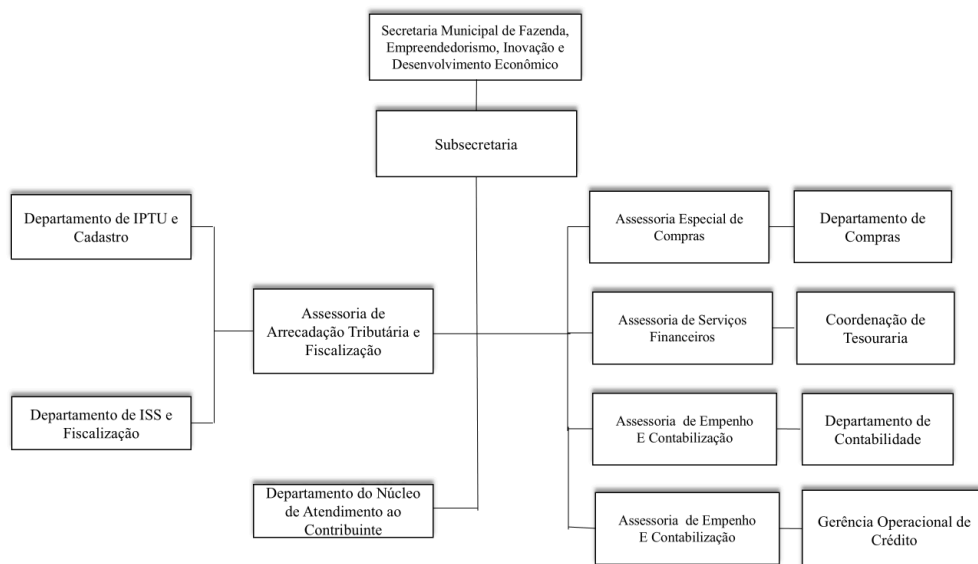 Secretaria Municipal de Fazenda,
Empreendedorismo, Inovação e
Desenvolvimento Econômico
Subsecretaria
Departamento de IPTU e
Cadastro
Assessoria Especial de
Compras
Departamento de
Compras
Assessoria de
Arrecadação Tributária e
Fiscalização
Assessoria de Serviços
Financeiros
Coordenação de
Tesouraria
Departamento de ISS e
Fiscalização
Assessoria de Empenho
E Contabilização
Departamento de
Contabilidade
Departamento do Núcleo
de Atendimento ao
Contribuinte
Assessoria de Empenho
E Contabilização
Gerência Operacional de
Crédito